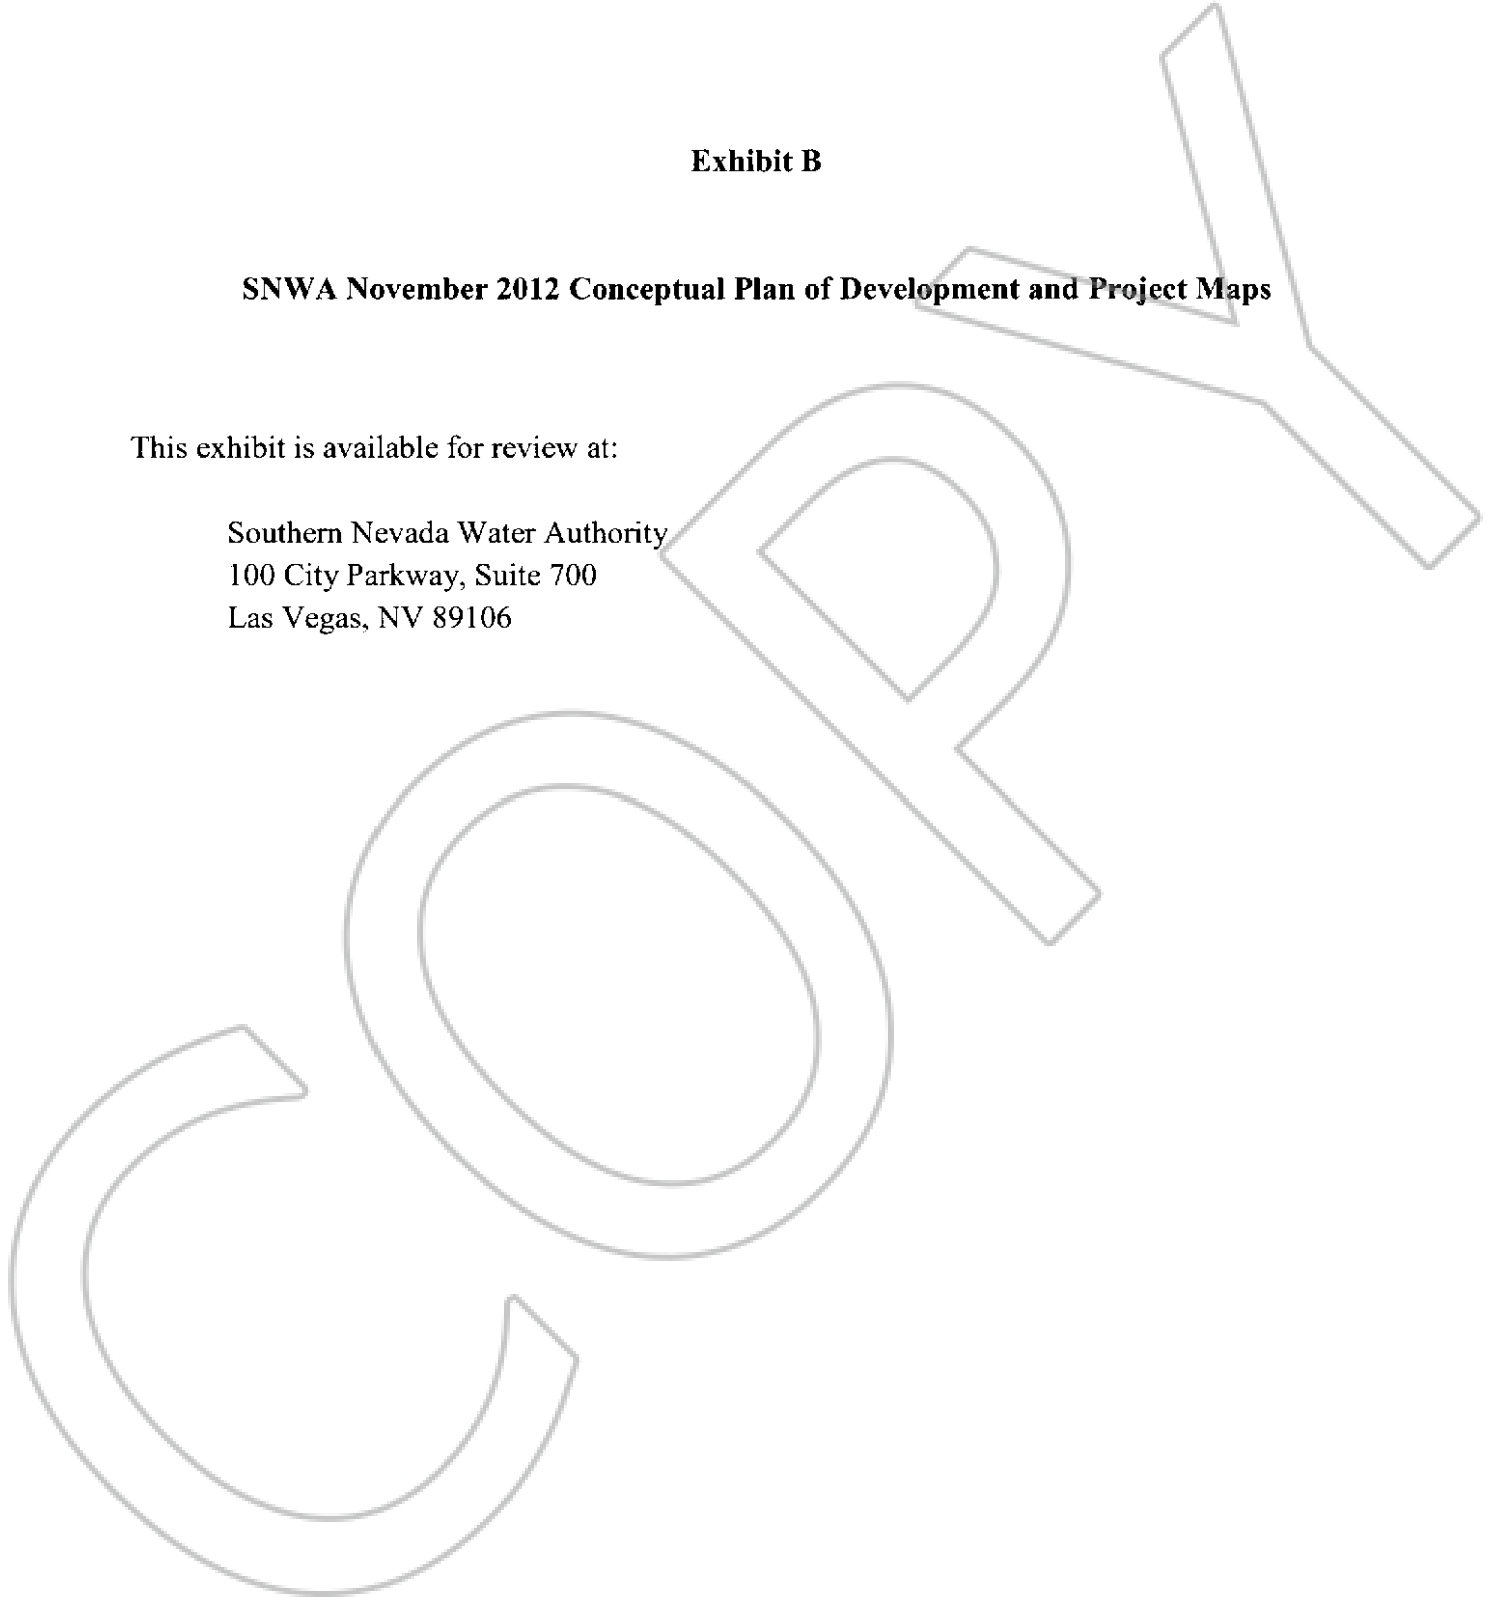 Exhibit B
SNWA November 2012 Conceptual Plan of Development and Project Maps
This exhibit is available for review at:
Southern Nevada Water Authority
100 City Parkway, Suite 700
Las Vegas, NV 89106
COPY